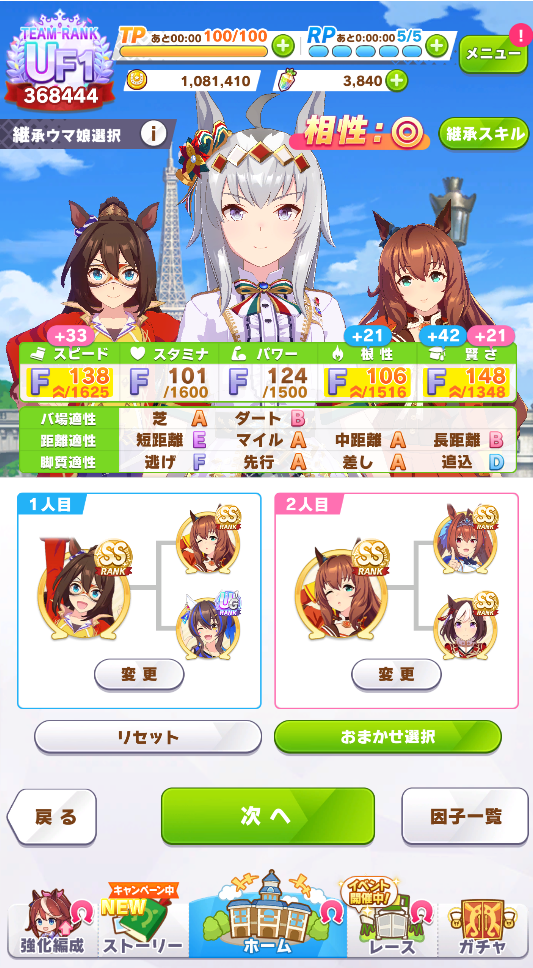 TEAM-RANK
UF1
368444
TP あと00:00 100/100
RP あと0:00:00 5/5
メニュー
!
1,081,410
3,840
継承ウマ娘選択 i
相性:◎
継承スキル
+33
+21
+42 +21
スピード スタミナ パワー 根性 賢さ
F 138 /1625
F 101 /1600
F 124 /1500
F 106 /1516
F 148 /1348
バ場適性 芝 A ダート B
距離適性 短距離 E マイル A 中距離 A 長距離 B
脚質適性 逃げ F 先行 A 差し A 追込 D
1人目
SS RANK
SS RANK
UG RANK
変更
2人目
SS RANK
SS RANK
SS RANK
変更
リセット
おまかせ選択
戻る
次へ
因子一覧
強化編成
キャンペーン中
NEW
ストーリー
ホーム
イベント
開催中!
レース
ガチャ